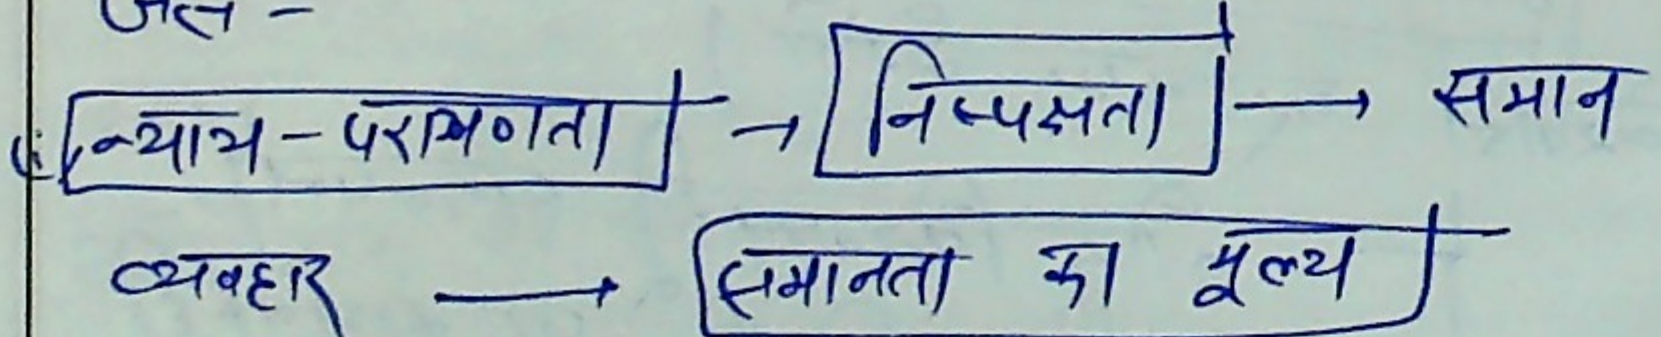 जैसे -
(i) न्याय - परायणता → निष्पक्षता → समान
व्यवहार → समानता का मूल्य